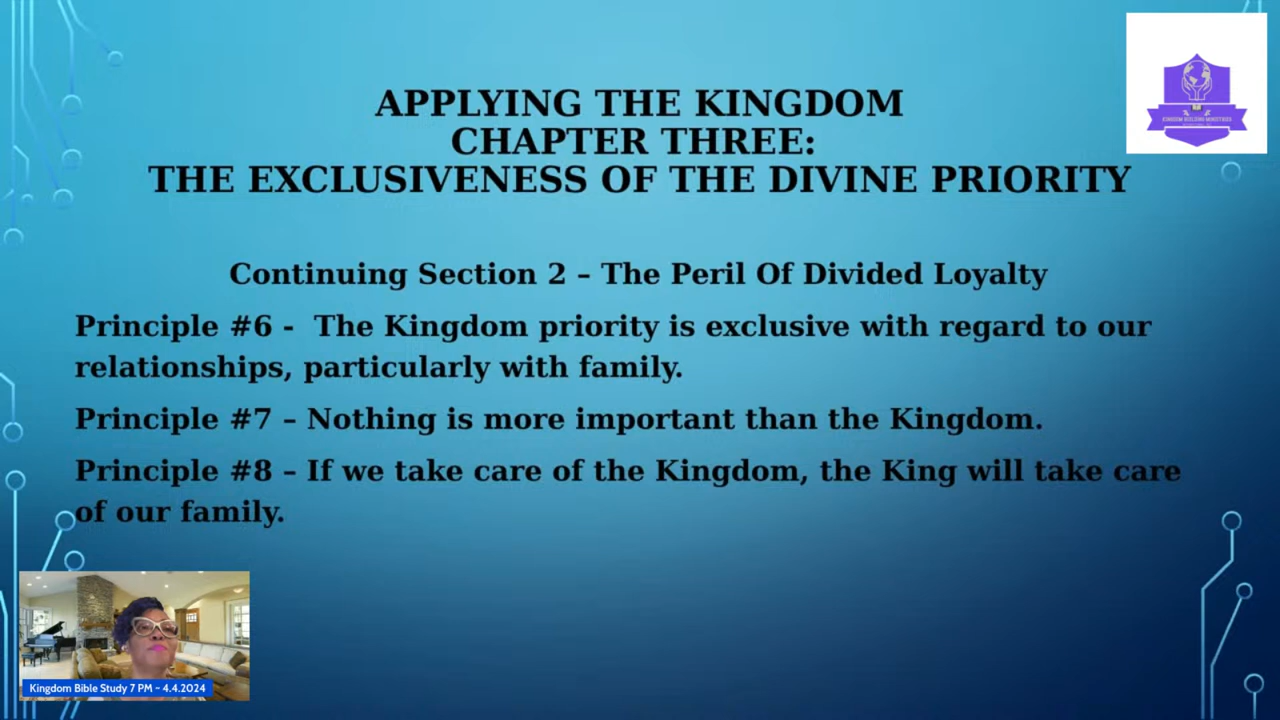 APPLYING THE KINGDOM
CHAPTER THREE:
THE EXCLUSIVENESS OF THE DIVINE PRIORITY
Continuing Section 2 – The Peril Of Divided Loyalty
Principle #6 -  The Kingdom priority is exclusive with regard to our
relationships, particularly with family.
Principle #7 – Nothing is more important than the Kingdom.
Principle #8 – If we take care of the Kingdom, the King will take care
of our family.
KINGDOM BUILDING MINISTRIES
Kingdom Bible Study 7 PM - 4.4.2024